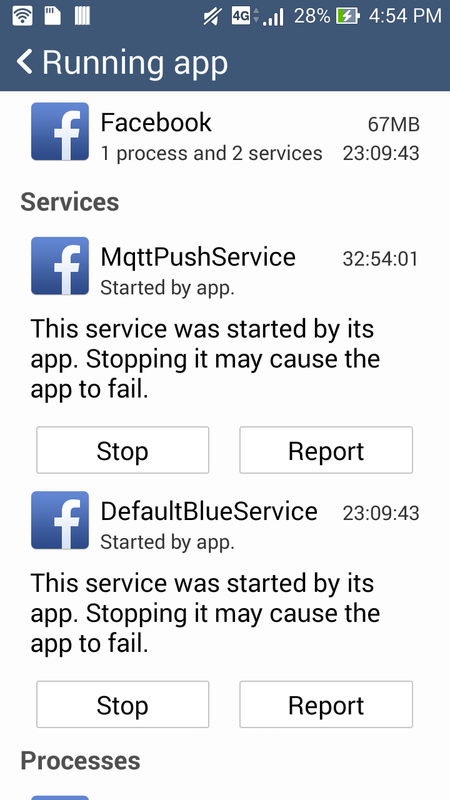 4G 28% 4:54 PM
Running app
Facebook 67MB
1 process and 2 services 23:09:43
Services
MqttPushService 32:54:01
Started by app.
This service was started by its
app. Stopping it may cause the
app to fail.
Stop Report
DefaultBlueService 23:09:43
Started by app.
This service was started by its
app. Stopping it may cause the
app to fail.
Stop Report
Processes